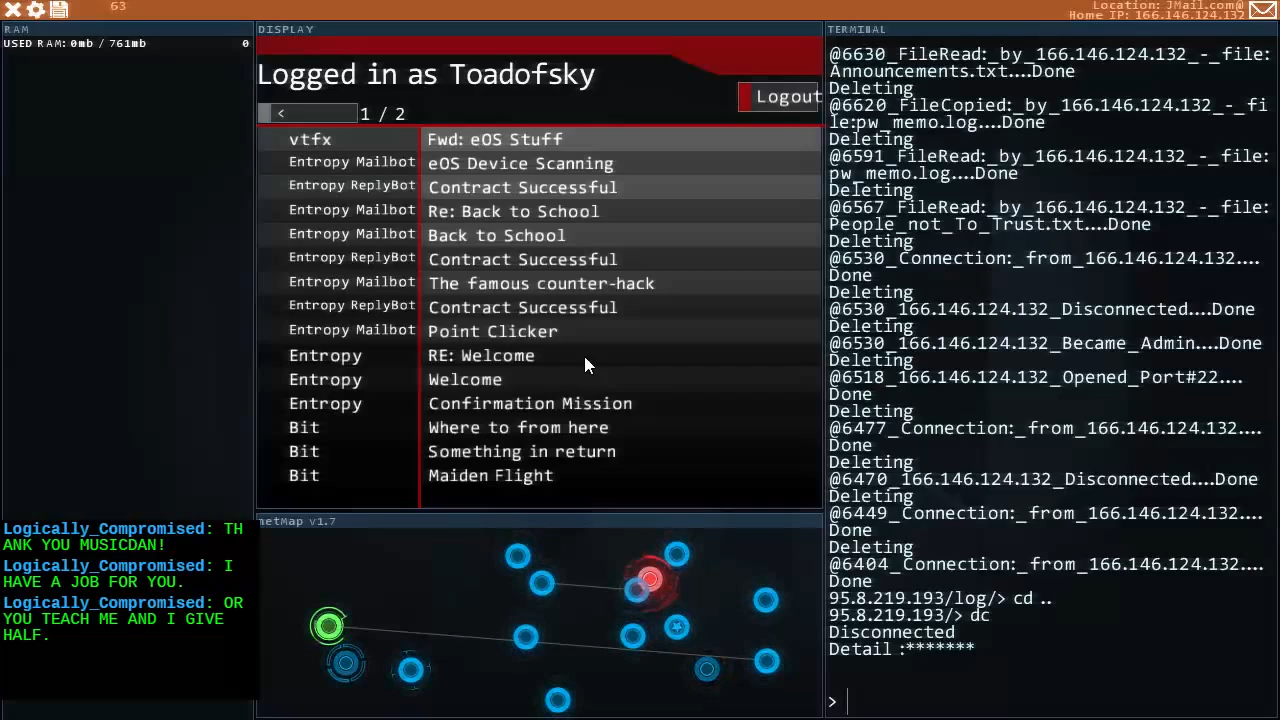 63
Location: JMail.com@
Home IP: 166.146.124.132
RAM
USED RAM: 0mb / 761mb 0
Logically_Compromised: TH
ANK YOU MUSICDAN!
Logically_Compromised: I
HAVE A JOB FOR YOU.
Logically_Compromised: OR
YOU TEACH ME AND I GIVE
HALF.
DISPLAY
Logged in as Toadofsky
Logout
< 1 / 2
vtfx Fwd: eOS Stuff
Entropy Mailbot eOS Device Scanning
Entropy ReplyBot Contract Successful
Entropy Mailbot Re: Back to School
Entropy Mailbot Back to School
Entropy ReplyBot Contract Successful
Entropy Mailbot The famous counter-hack
Entropy ReplyBot Contract Successful
Entropy Mailbot Point Clicker
Entropy RE: Welcome
Entropy Welcome
Entropy Confirmation Mission
Bit Where to from here
Bit Something in return
Bit Maiden Flight
netMap v1.7
TERMINAL
@6630_FileRead:_by_166.146.124.132_-_file:
Announcements.txt....Done
Deleting
@6620_FileCopied:_by_166.146.124.132_-_fi
le:pw_memo.log....Done
Deleting
@6591_FileRead:_by_166.146.124.132_-_file:
pw_memo.log....Done
Deleting
@6567_FileRead:_by_166.146.124.132_-_file:
People_not_To_Trust.txt....Done
Deleting
@6530_Connection:_from_166.146.124.132....
Done
Deleting
@6530_166.146.124.132_Disconnected....Done
Deleting
@6530_166.146.124.132_Became_Admin....Done
Deleting
@6518_166.146.124.132_Opened_Port#22....
Done
Deleting
@6477_Connection:_from_166.146.124.132....
Done
Deleting
@6470_166.146.124.132_Disconnected....Done
Deleting
@6449_Connection:_from_166.146.124.132....
Done
Deleting
@6404_Connection:_from_166.146.124.132....
Done
95.8.219.193/log/> cd ..
95.8.219.193/> dc
Disconnected
Detail :*******
>